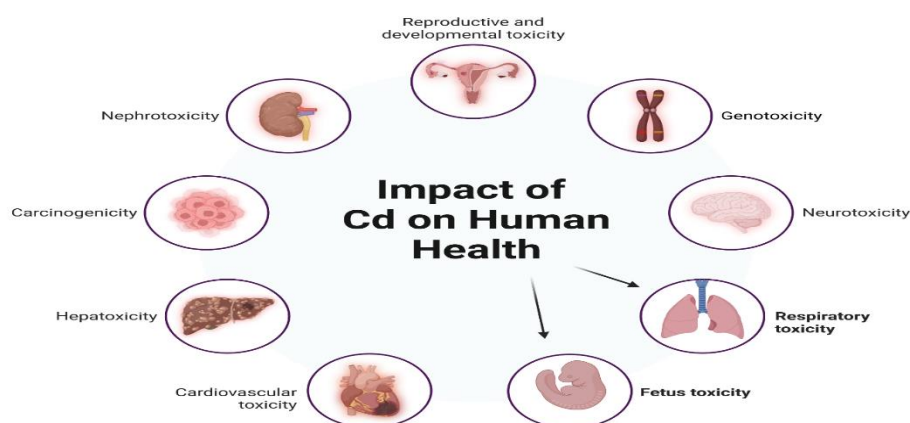 Reproductive and
developmental toxicity
Nephrotoxicity
Genotoxicity
Impact of
Cd on Human
Health
Carcinogenicity
Neurotoxicity
Hepatoxicity
Respiratory
toxicity
Cardiovascular
toxicity
Fetus toxicity